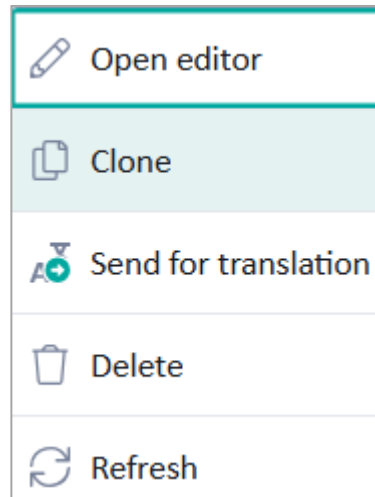 Open editor
Clone
Send for translation
Delete
Refresh